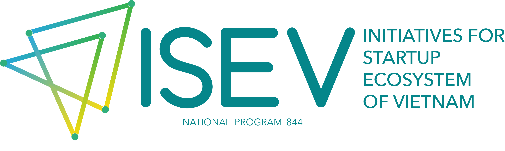 ISEV
INITIATIVES FOR
STARTUP
ECOSYSTEM
OF VIETNAM
NATIONAL PROGRAM 844